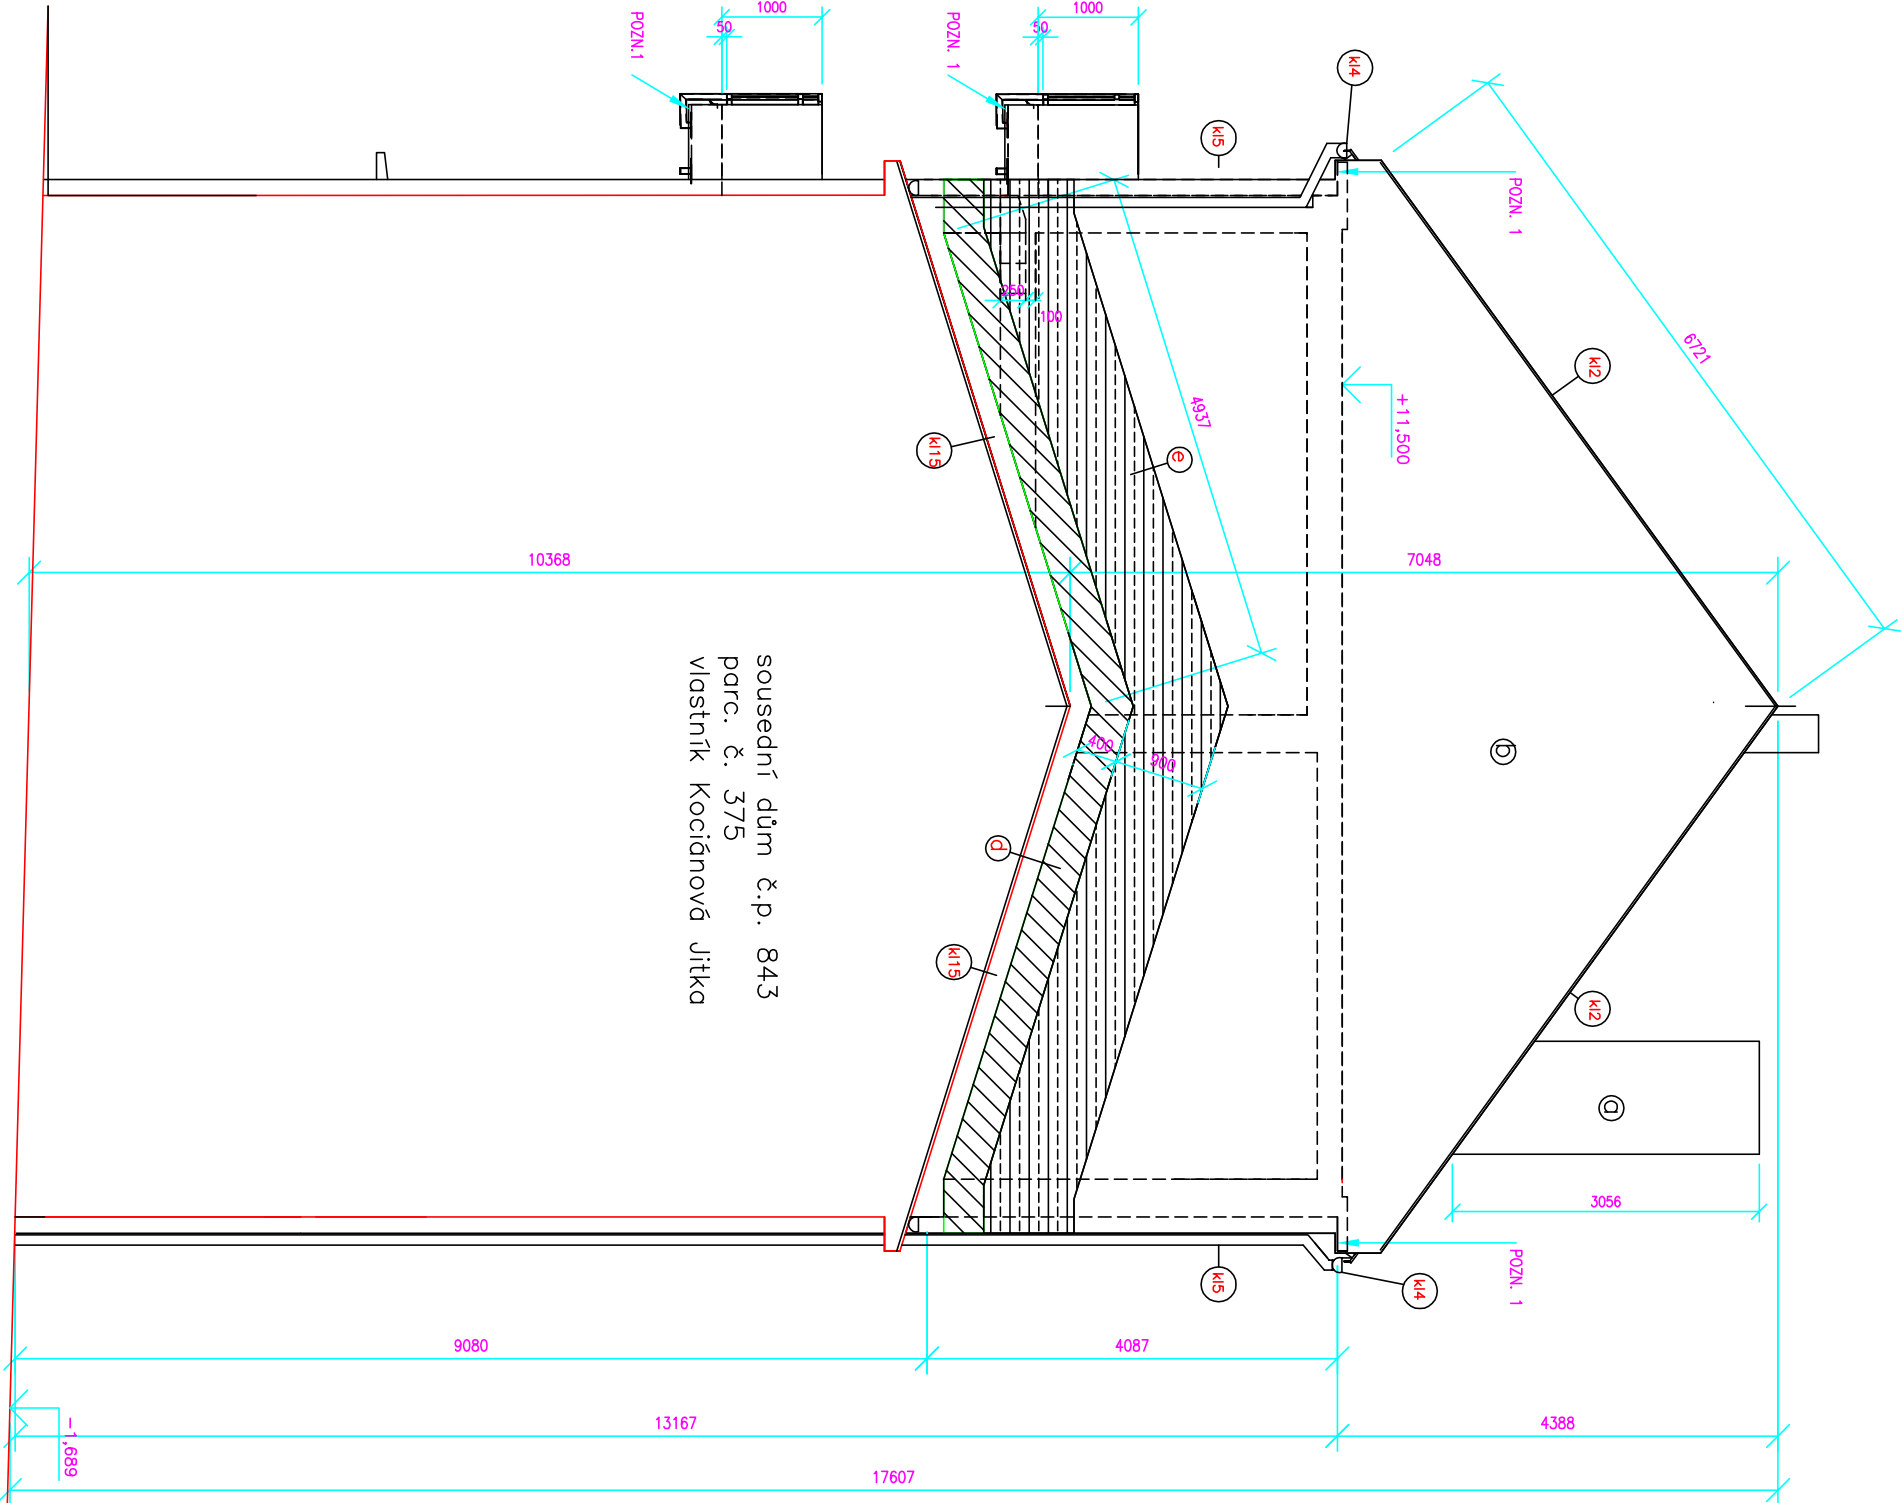 1000
50
POZN.1
1000
50
POZN. 1
kl4
kl5
POZN. 1
6721
kl2
+11,500
4937
e
250
100
kl15
10368
7048
400
900
b
d
sousední dům č.p. 843
parc. č. 375
vlastník Kociánová Jitka
kl15
kl2
a
3056
kl5
kl4
POZN. 1
9080
4087
13167
4388
-1,689
17607